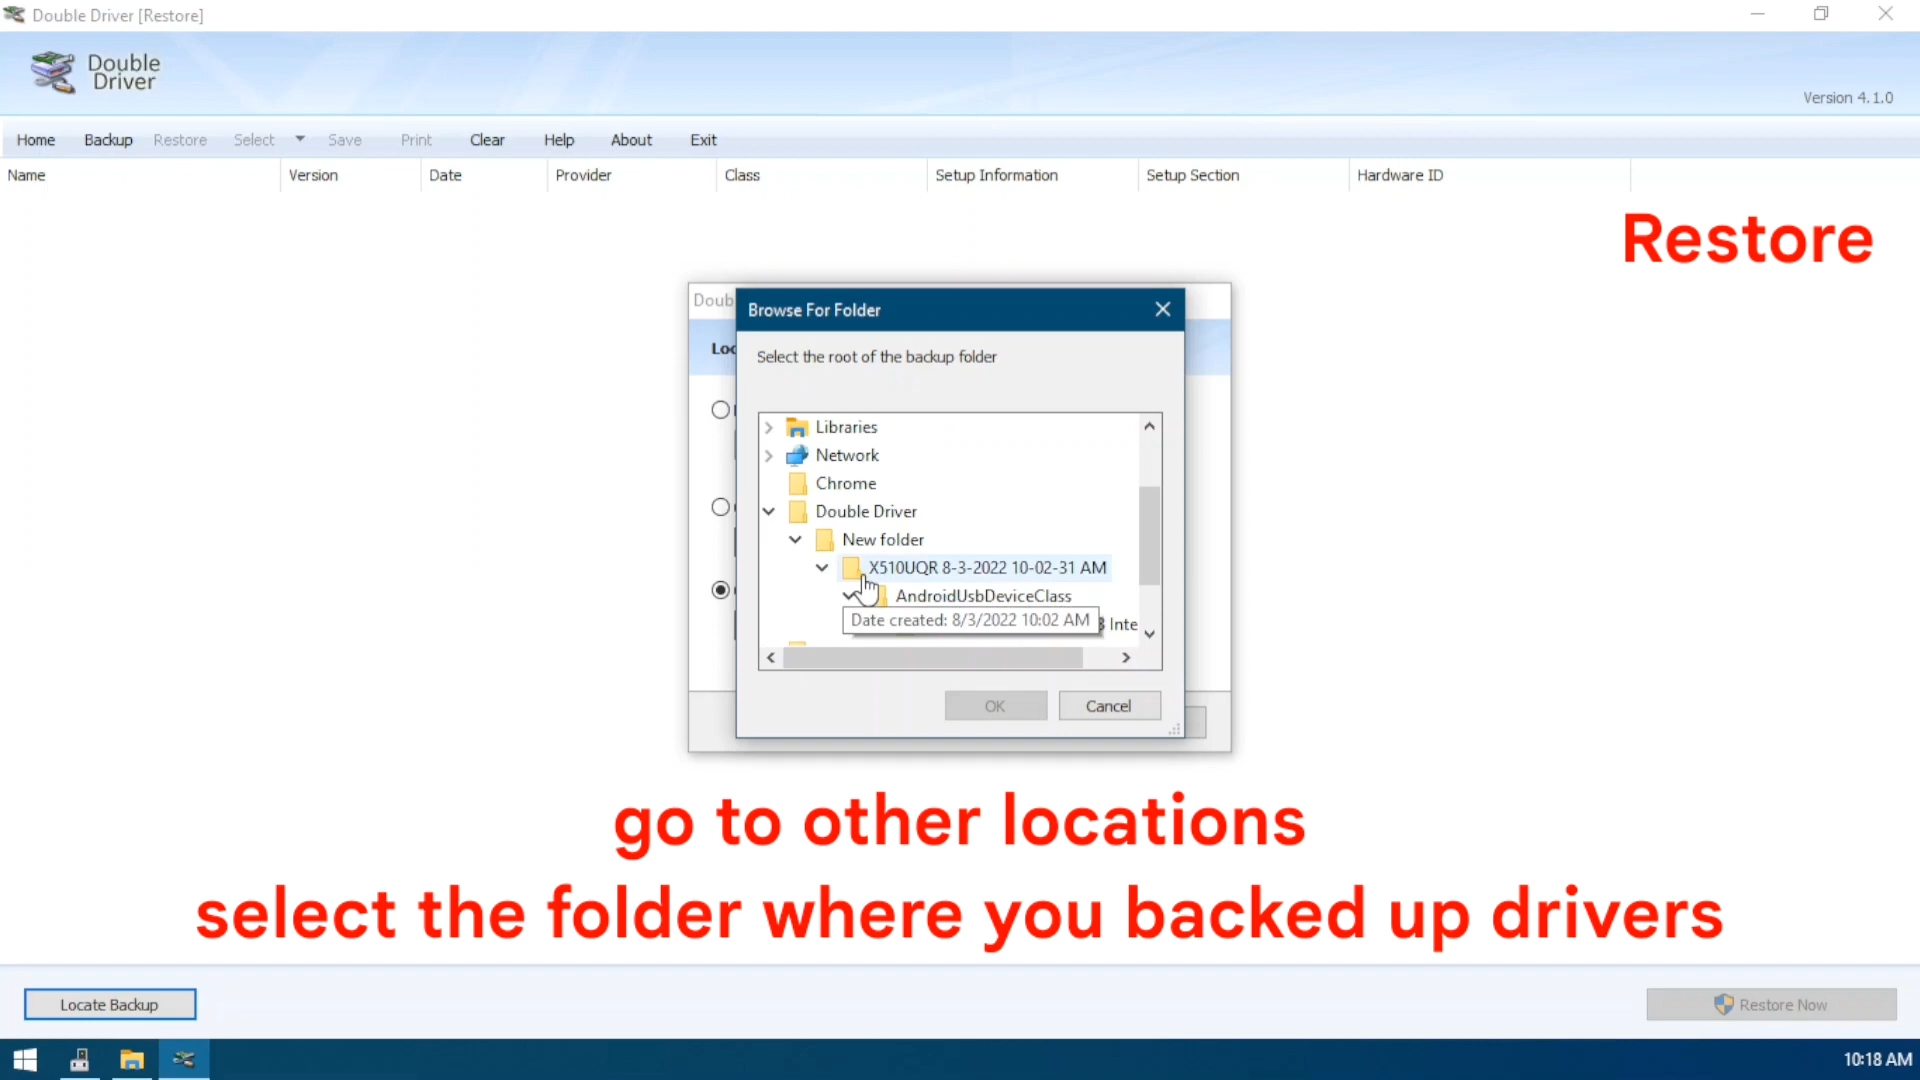 Double Driver [Restore]
Double
Driver
Version 4.1.0
Home Backup Restore Select Save Print Clear Help About Exit
Name Version Date Provider Class Setup Information Setup Section Hardware ID
Restore
Doub
Browse For Folder
Loc
Select the root of the backup folder
Libraries
Network
Chrome
Double Driver
New folder
X510UQR 8-3-2022 10-02-31 AM
AndroidUsbDeviceClass
Date created: 8/3/2022 10:02 AM
Inte
OK Cancel
go to other locations
select the folder where you backed up drivers
Locate Backup Restore Now
10:18 AM